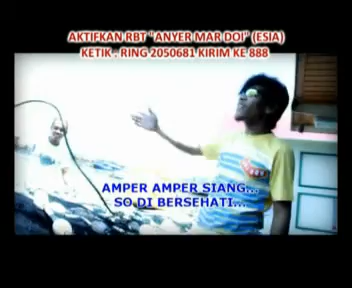 AKTIFKAN RBT "ANYER MAR DOI" (ESIA)
KETIK : RING 2050681 KIRIM KE 888
AMPER AMPER SIANG...
SO DI BERSEHATI...